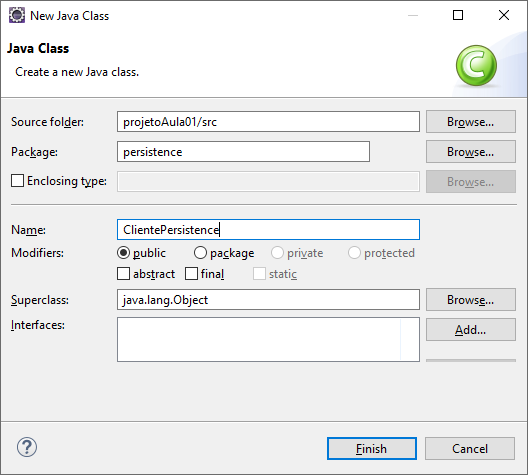 New Java Class
Java Class
Create a new Java class.
C
Source folder: projetoAula01/src Browse...
Package: persistence Browse...
Enclosing type: Browse...
Name: ClientePersistence
Modifiers: public package private protected
abstract final static
Superclass: java.lang.Object Browse...
Interfaces: Add...
? Finish Cancel